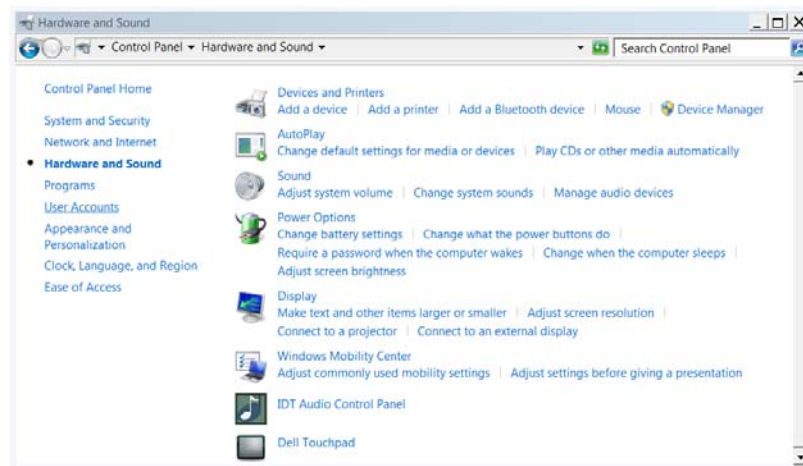 Hardware and Sound
Control Panel Hardware and Sound
Search Control Panel
Control Panel Home
System and Security
Network and Internet
Hardware and Sound
Programs
User Accounts
Appearance and
Personalization
Clock, Language, and Region
Ease of Access
Devices and Printers
Add a device | Add a printer | Add a Bluetooth device | Mouse | Device Manager
AutoPlay
Change default settings for media or devices | Play CDs or other media automatically
Sound
Adjust system volume | Change system sounds | Manage audio devices
Power Options
Change battery settings | Change what the power buttons do |
Require a password when the computer wakes | Change when the computer sleeps |
Adjust screen brightness
Display
Make text and other items larger or smaller | Adjust screen resolution |
Connect to a projector | Connect to an external display
Windows Mobility Center
Adjust commonly used mobility settings | Adjust settings before giving a presentation
IDT Audio Control Panel
Dell Touchpad